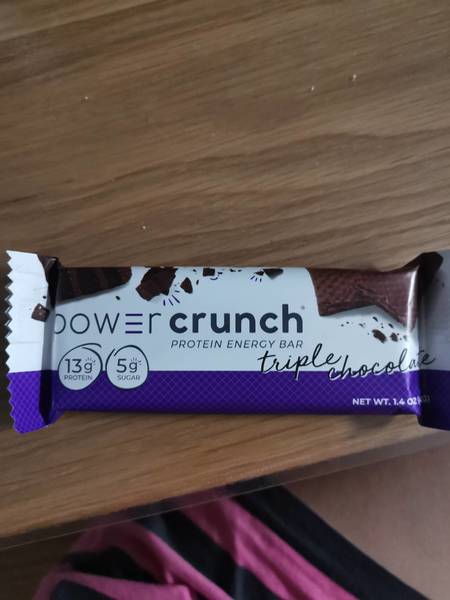 power crunch®
PROTEIN ENERGY BAR
triple chocolate
13g PROTEIN
5g SUGAR
NET WT. 1.4 OZ